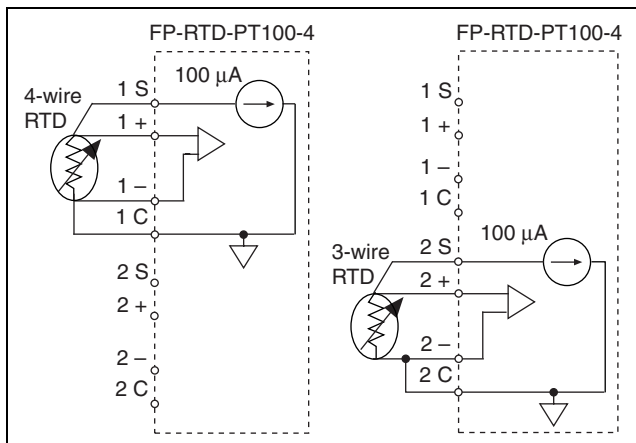 FP-RTD-PT100-4
4-wire
RTD
100 µA
1 S
1 +
1 –
1 C
2 S
2 +
2 –
2 C
FP-RTD-PT100-4
1 S
1 +
1 –
1 C
3-wire
RTD
100 µA
2 S
2 +
2 –
2 C